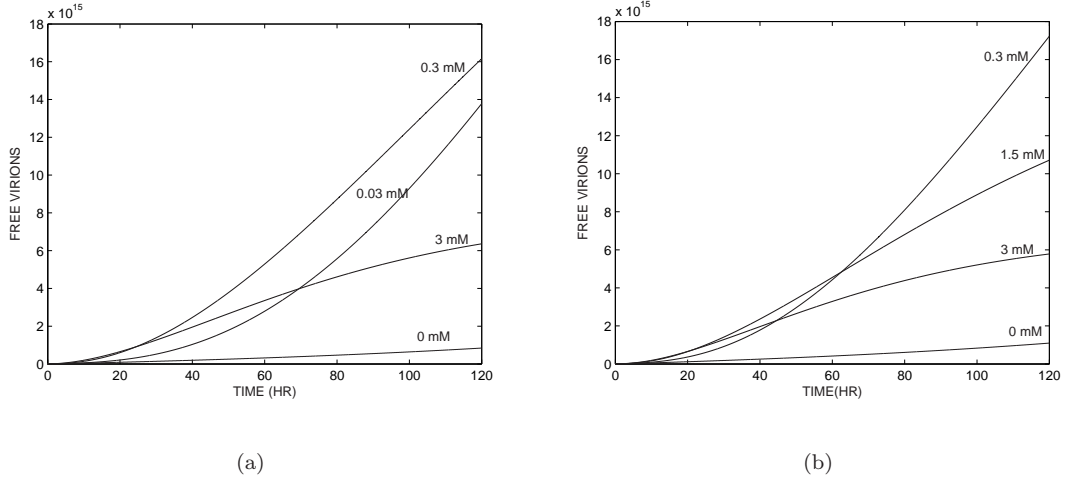 x 10^15
18
16
14
12
10
8
6
4
2
0
FREE VIRIONS
0.3 mM
0.03 mM
3 mM
0 mM
0 20 40 60 80 100 120
TIME (HR)
(a)
x 10^15
18
16
14
12
10
8
6
4
2
0
FREE VIRIONS
0.3 mM
1.5 mM
3 mM
0 mM
0 20 40 60 80 100 120
TIME(HR)
(b)